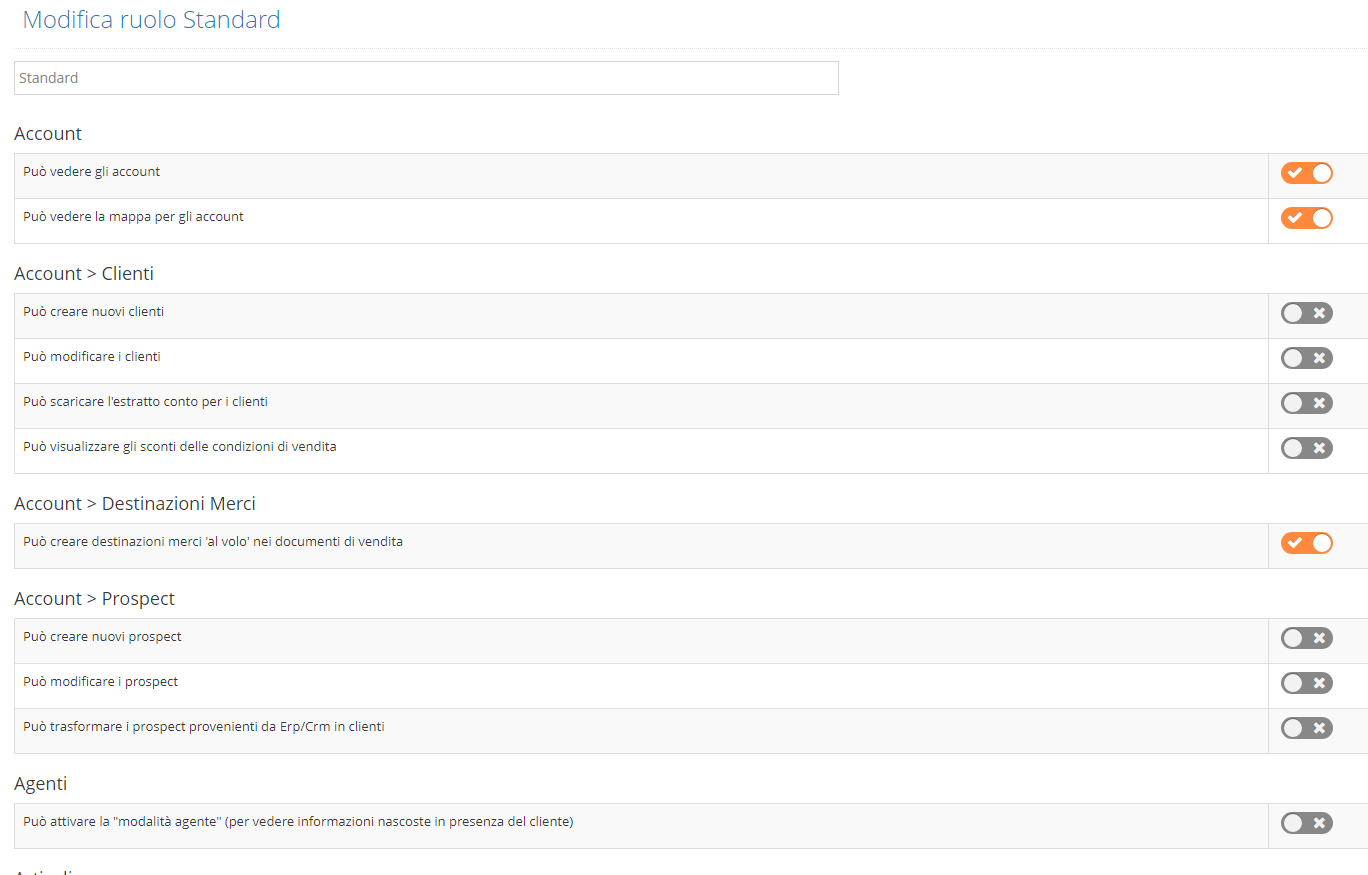 Modifica ruolo Standard
Standard
Account
Può vedere gli account
Può vedere la mappa per gli account
Account > Clienti
Può creare nuovi clienti
Può modificare i clienti
Può scaricare l'estratto conto per i clienti
Può visualizzare gli sconti delle condizioni di vendita
Account > Destinazioni Merci
Può creare destinazioni merci 'al volo' nei documenti di vendita
Account > Prospect
Può creare nuovi prospect
Può modificare i prospect
Può trasformare i prospect provenienti da Erp/Crm in clienti
Agenti
Può attivare la "modalità agente" (per vedere informazioni nascoste in presenza del cliente)